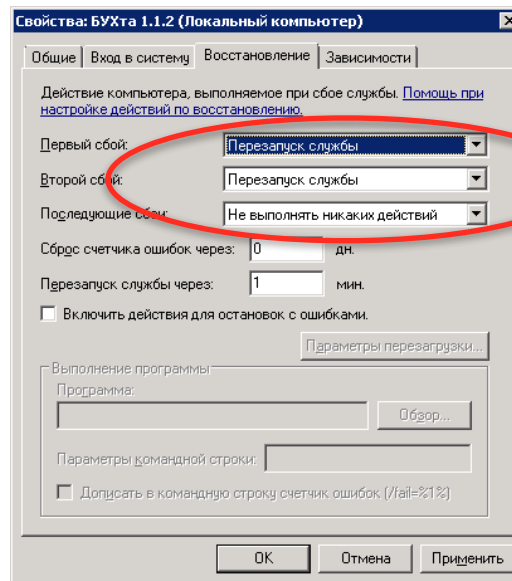 Свойства: БУХта 1.1.2 (Локальный компьютер)
Общие Вход в систему Восстановление Зависимости
Действие компьютера, выполняемое при сбое службы. Помощь при
настройке действий по восстановлению.
Первый сбой: Перезапуск службы
Второй сбой: Перезапуск службы
Последующие сбои: Не выполнять никаких действий
Сброс счетчика ошибок через: 0 дн.
Перезапуск службы через: 1 мин.
Включить действия для остановок с ошибками.
Параметры перезагрузки...
Выполнение программы
Программа:
Обзор...
Параметры командной строки:
Дописать в командную строку счетчик ошибок (/fail=%1%)
OK Отмена Применить